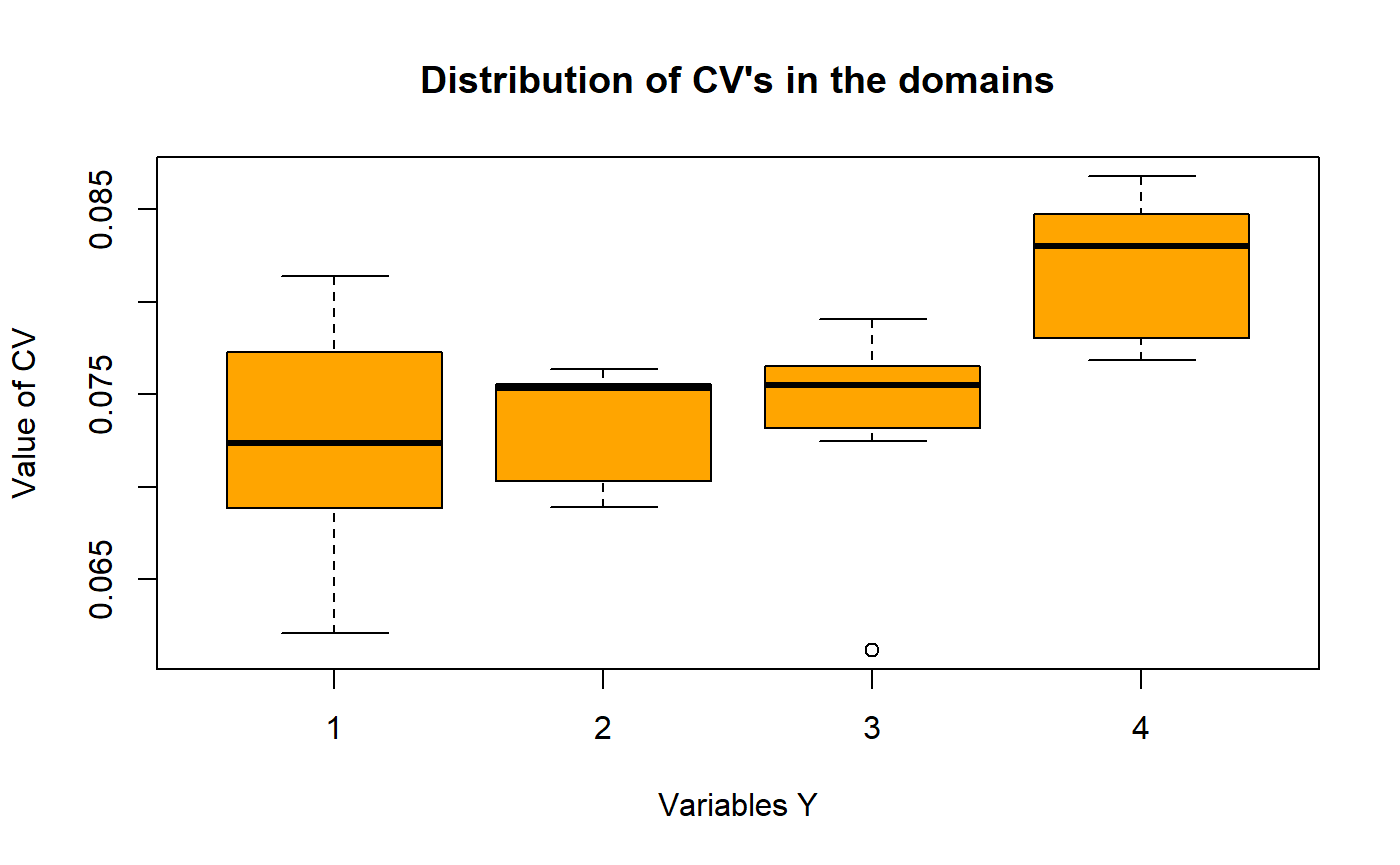 Distribution of CV's in the domains
Value of CV
0.085
0.075
0.065
1 2 3 4
Variables Y